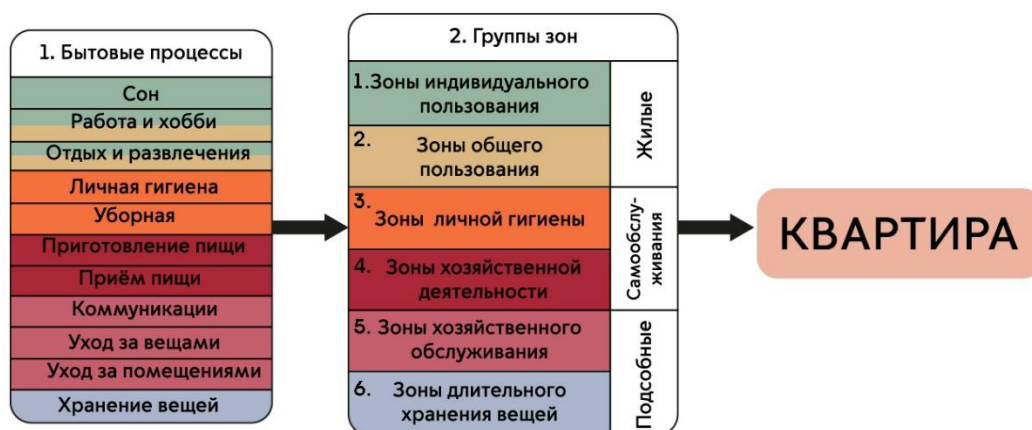 1. Бытовые процессы
Сон
Работа и хобби
Отдых и развлечения
Личная гигиена
Уборная
Приготовление пищи
Приём пищи
Коммуникации
Уход за вещами
Уход за помещениями
Хранение вещей
2. Группы зон
1.Зоны индивидуального
пользования
2. Зоны общего
пользования
3. Зоны личной гигиены
4. Зоны хозяйственной
деятельности
5. Зоны хозяйственного
обслуживания
6. Зоны длительного
хранения вещей
Жилые
Самообслу-
живания
Подсобные
КВАРТИРА